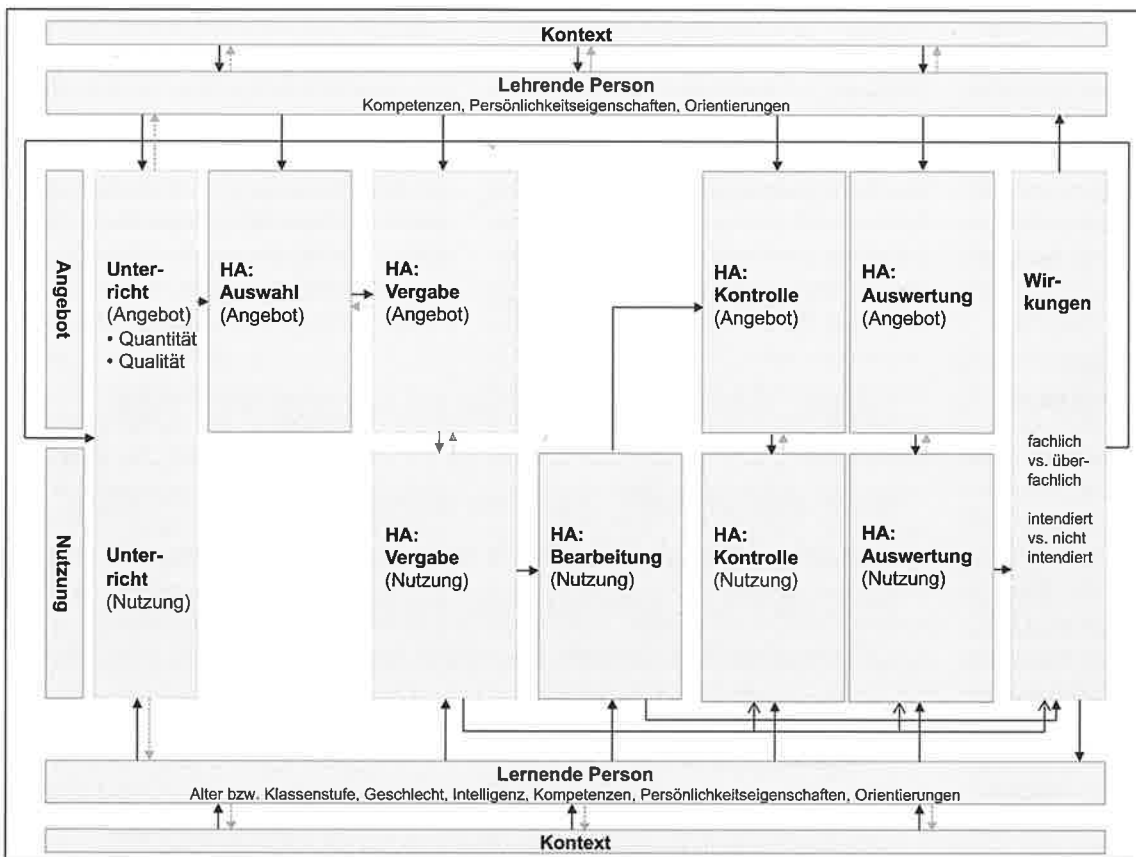 Kontext
Lehrende Person
Kompetenzen, Persönlichkeitseigenschaften, Orientierungen
Angebot
Unter-
richt
(Angebot)
• Quantität
• Qualität
HA:
Auswahl
(Angebot)
HA:
Vergabe
(Angebot)
HA:
Kontrolle
(Angebot)
HA:
Auswertung
(Angebot)
Wir-
kungen
fachlich
vs. über-
fachlich
intendiert
vs. nicht
intendiert
Nutzung
Unter-
richt
(Nutzung)
HA:
Vergabe
(Nutzung)
HA:
Bearbeitung
(Nutzung)
HA:
Kontrolle
(Nutzung)
HA:
Auswertung
(Nutzung)
Lernende Person
Alter bzw. Klassenstufe, Geschlecht, Intelligenz, Kompetenzen, Persönlichkeitseigenschaften, Orientierungen
Kontext